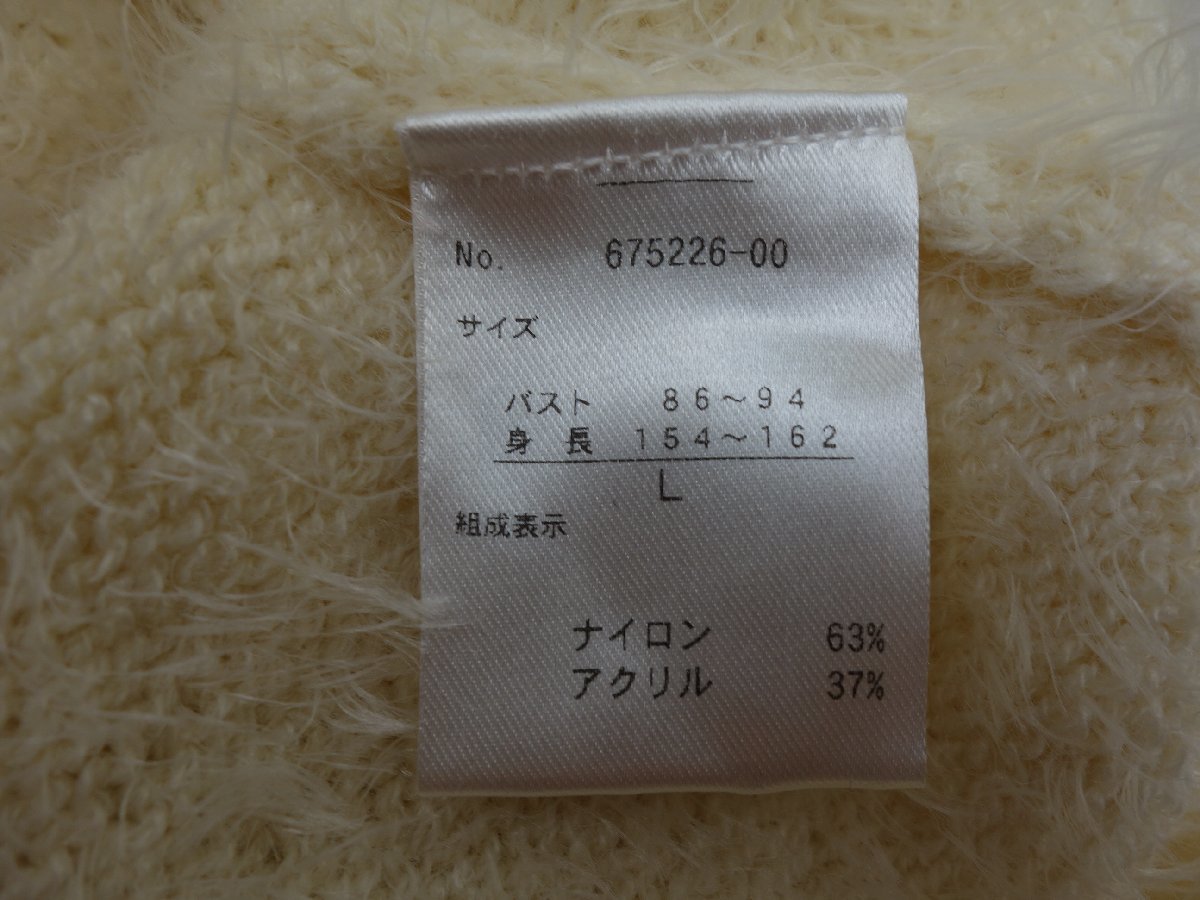 No. 675226-00
サイズ
バスト 86～94
身長 154～162
L
組成表示
ナイロン 63%
アクリル 37%